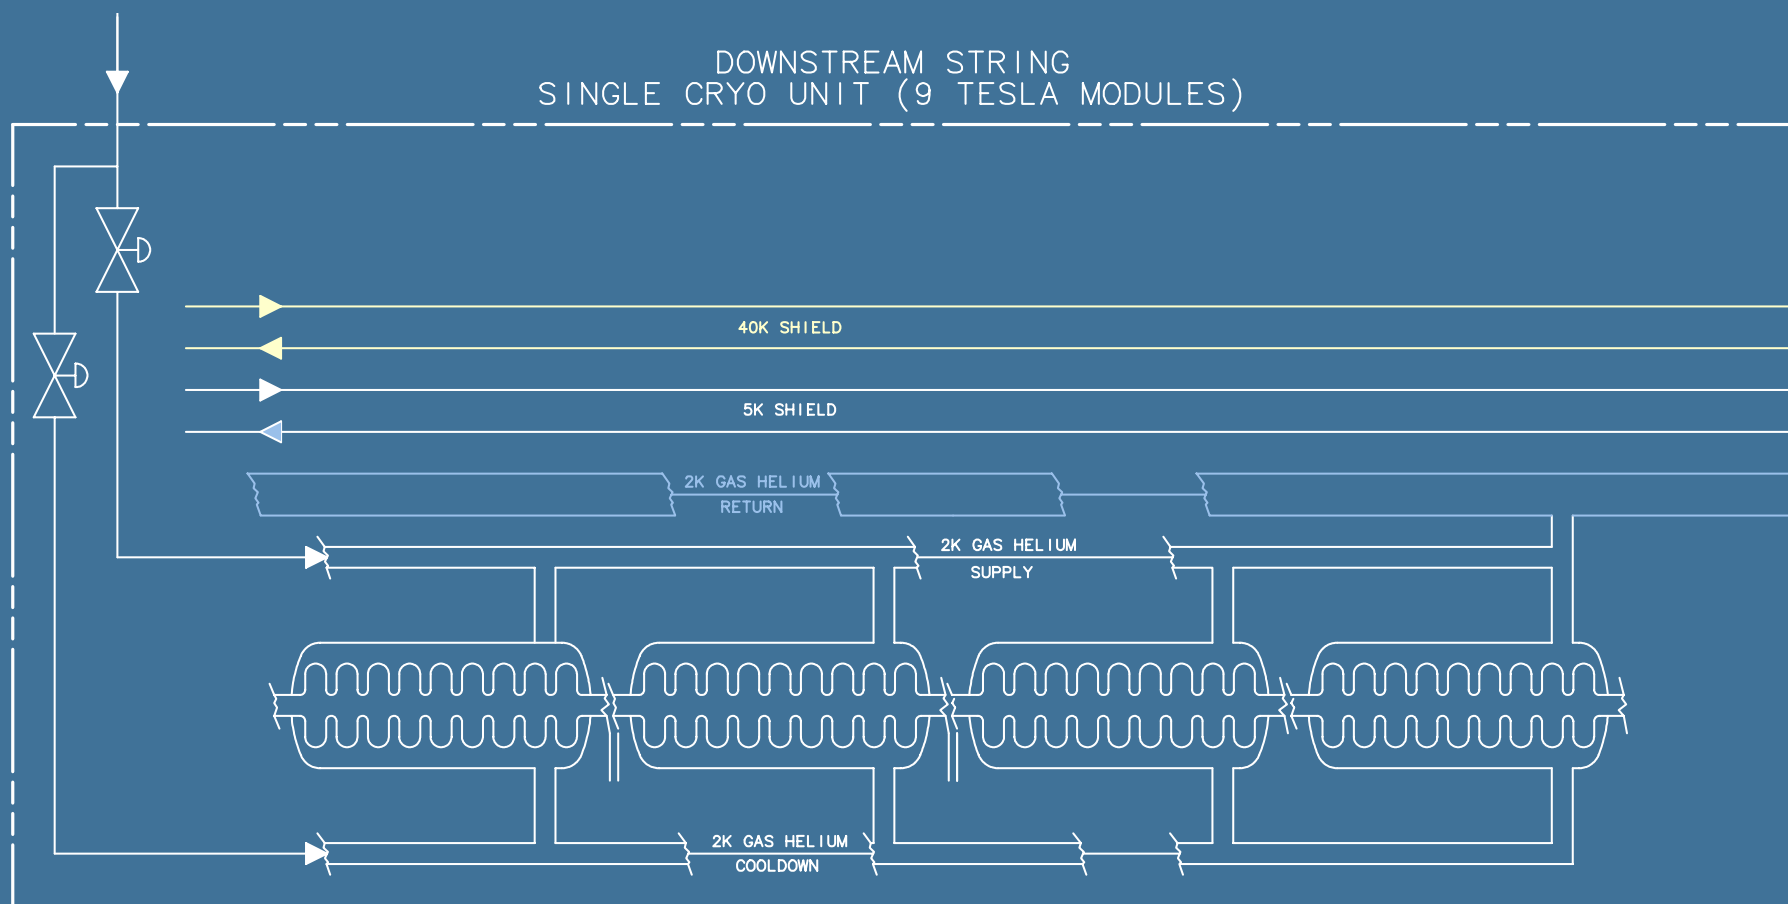 DOWNSTREAM STRING
SINGLE CRYO UNIT (9 TESLA MODULES)
40K SHIELD
5K SHIELD
2K GAS HELIUM
RETURN
2K GAS HELIUM
SUPPLY
2K GAS HELIUM
COOLDOWN